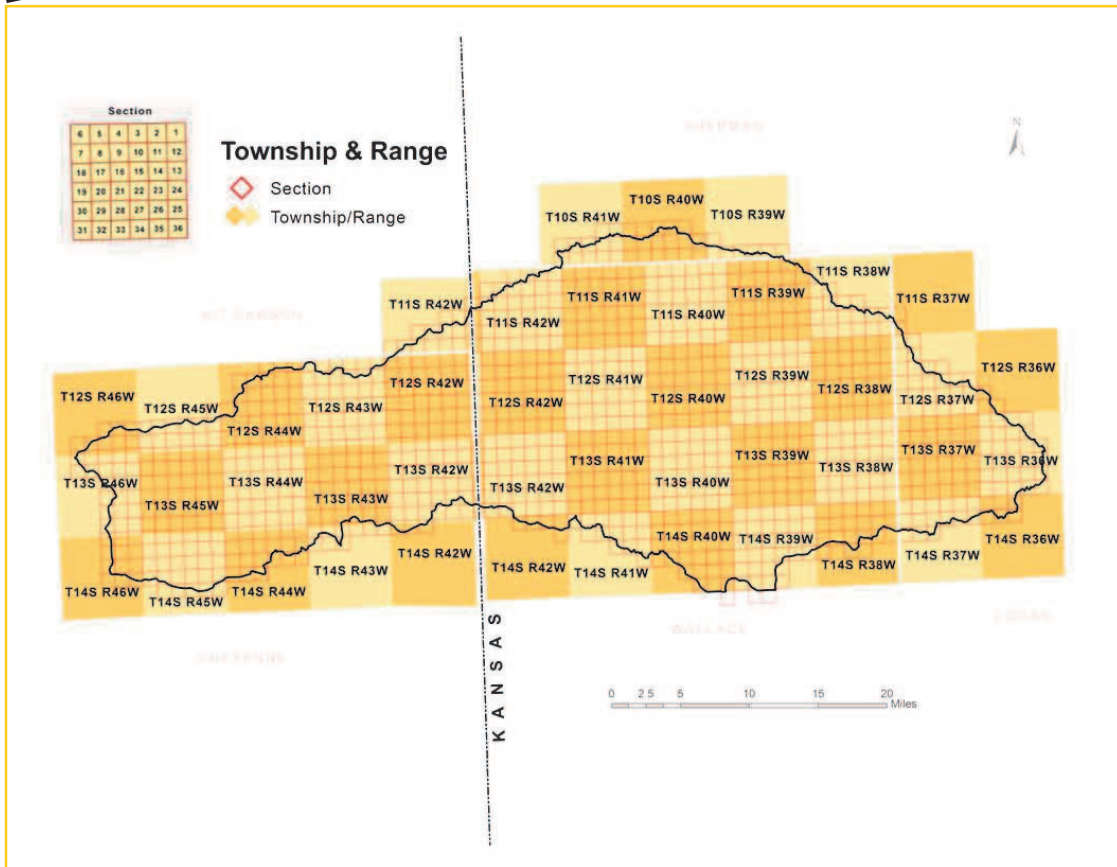 Section
6 5 4 3 2 1
7 8 9 10 11 12
18 17 16 15 14 13
19 20 21 22 23 24
30 29 28 27 26 25
31 32 33 34 35 36
Township & Range
Section
Township/Range
N
T10S R41W T10S R40W T10S R39W
T11S R42W T11S R42W T11S R41W T11S R40W T11S R39W T11S R38W T11S R37W
T12S R46W T12S R45W T12S R44W T12S R43W T12S R42W T12S R42W T12S R41W T12S R40W T12S R39W T12S R38W T12S R37W T12S R36W
T13S R46W T13S R45W T13S R44W T13S R43W T13S R42W T13S R42W T13S R41W T13S R40W T13S R39W T13S R38W T13S R37W T13S R36W
T14S R46W T14S R45W T14S R44W T14S R43W T14S R42W T14S R42W T14S R41W T14S R40W T14S R39W T14S R38W T14S R37W T14S R36W
CHEYENNE
WALLACE
LOGAN
KANSAS
0 2.5 5 10 15 20
Miles